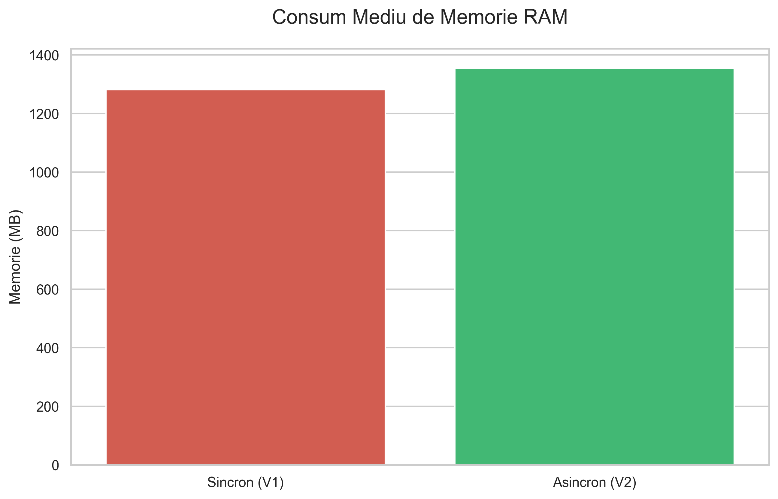 Consum Mediu de Memorie RAM
1400
1200
1000
800
600
400
200
0
Memorie (MB)
Sincron (V1)
Asincron (V2)